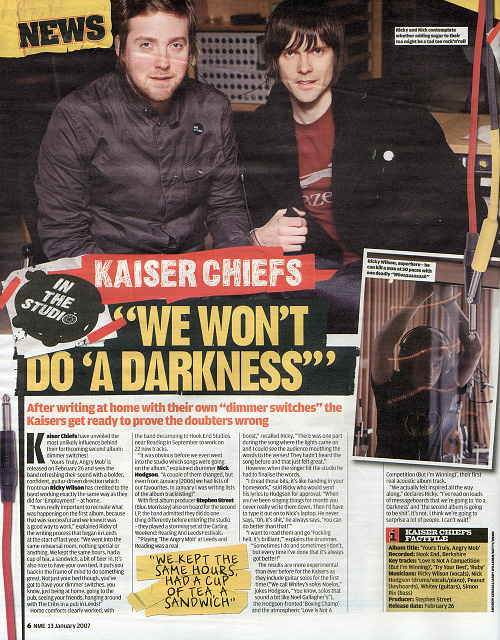 NEWS
Ricky and Nick contemplate
whether adding sugar to their
tea might be a tad too rock'n'roll
KAISER CHIEFS
IN
THE
STUDIO
"WE WON'T
DO 'A DARKNESS'"
Ricky Wilson, superhero – he
can kill a man at 50 paces with
one deadly
After writing at home with their own "dimmer switches" the
Kaisers get ready to prove the doubters wrong
Kaiser Chiefs have unveiled the
most unlikely influence behind
their forthcoming second album:
dimmer switches!
'Yours Truly, Angry Mob' is
released on February 26 and sees the
band refreshing their sound with a bolder,
confident, guitar-driven direction which
frontman Ricky Wilson has credited to the
band working exactly the same way as they
did for 'Employment' – at home.
"It was really important to recreate what
was happening on the first album, because
that was successful and we knew it was
a good way to work," explained Ricky of
the writing process that began in Leeds
at the start of last year. "We went into the
same rehearsal room, nothing flash or
anything. We kept the same hours, had a
cup of tea, a sandwich, a bit of beer in. It's
also nice to have your own bed, it puts you
back in the frame of mind to do something
great. Not just your bed though, you've
got to have your dimmer switches, you
know, just being at home, going to the
pub, seeing your friends, hanging around
with the Cribs in a pub in Leeds!"
Home comforts clearly worked, with
the band decamping to Hook End Studios
near Reading in September to work on
22 new tracks.
"It was obvious before we even went
into the studio which songs were going
on the album," explained drummer Nick
Hodgson. "A couple of them changed, but
even from January (2006) we had lists of
our favourites. In January I was writing lists
of the album tracklisting!"
With first album producer Stephen Street
(Blur, Morrissey) also on board for the second
LP, the band admitted they did do one
thing differently before entering the studio
– they played a storming set at the Carling
Weekend: Reading And Leeds Festivals.
"Playing 'The Angry Mob' at Leeds and
Reading was a real
"WE KEPT THE
SAME HOURS,
HAD A CUP
OF TEA, A
SANDWICH"
boost," recalled Ricky. "There was one part
during the song where the lights came on
and I could see the audience mouthing the
words to the verses! They hadn't heard the
song before and that just blew me away."
However when the singer hit the studio he
had to finalise the words.
"I dread those bits, it's like handing in your
homework," said Ricky who would send
his lyrics to Hodgson for approval. "When
you've been singing things for month you
never really write them down. Then I'd have
to type it out on to Nick's laptop. He never
says, 'Oh, it's shit,' he always says, 'You can
do better than that!'"
"I want to read them and go 'Fucking
hell, it's brilliant'," explains the drummer.
"Sometimes I do and sometimes I don't,
but every time I've done that it's always
got better!"
The results are more experimental
than ever before for the Kaisers as
they include guitar solos for the first
time ("We call Whitey's solos Noelos,"
jokes Hodgson, "You know, solos that
sound a bit like Noel Gallagher's"),
the Hodgson-fronted 'Boxing Champ'
and the atmospheric 'Love Is Not A
Competition (But I'm Winning)', their first
real acoustic album track.
"We actually felt inspired all the way
along," declares Ricky. "I've read on loads
of messageboards that we're going to 'do a
Darkness' and the second album is going
to be shit. It's not. I think we're going to
surprise a lot of people. I can't wait!"
KAISER CHIEFS
FACTFILE
Album title: 'Yours Truly, Angry Mob'
Recorded: Hook End, Berkshire
Key tracks: 'Love Is Not A Competition
(But I'm Winning)', 'Try Your Best', 'Ruby'
Musicians: Ricky Wilson (vocals), Nick
Hodgson (drums/vocals/piano), Peanut
(keyboards), Whitey (guitars), Simon
Rix (bass)
Producer: Stephen Street
Release date: February 26
6 NME 13 January 2007